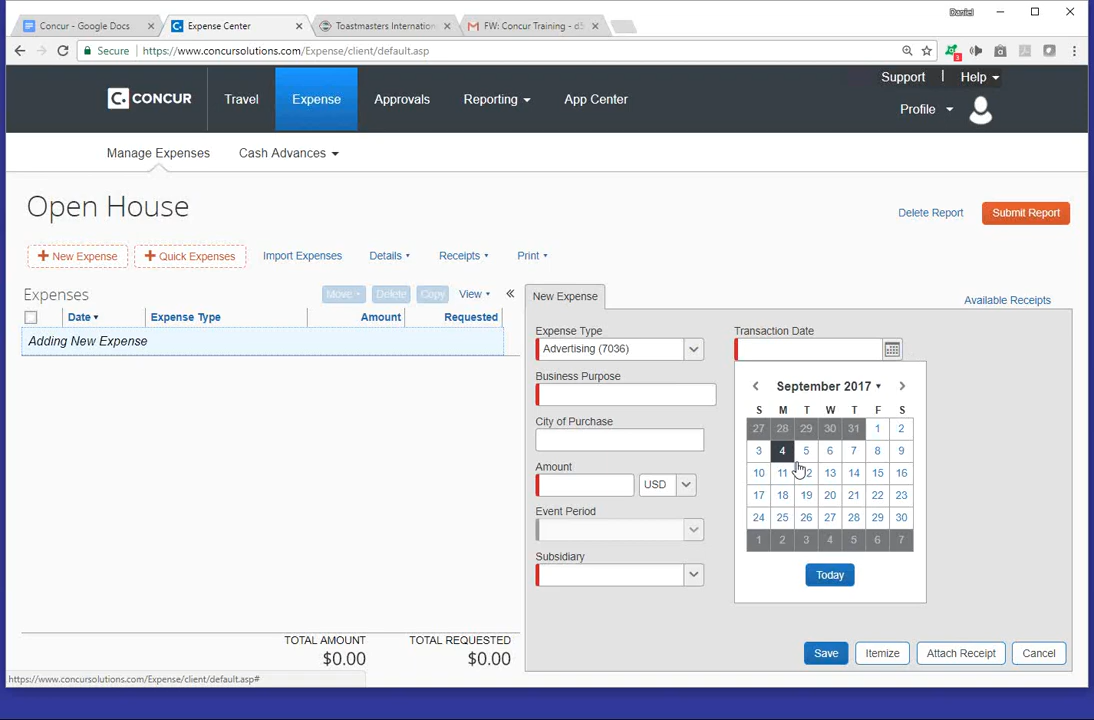 Daniel
Concur - Google Docs
Expense Center
Toastmasters Internation
FW: Concur Training - d5
Secure
https://www.concursolutions.com/Expense/client/default.asp
3
C. CONCUR
Travel
Expense
Approvals
Reporting
App Center
Support | Help
Profile
Manage Expenses
Cash Advances
Open House
Delete Report
Submit Report
+ New Expense
+ Quick Expenses
Import Expenses
Details
Receipts
Print
Expenses
Move
Delete
Copy
View
Date
Expense Type
Amount
Requested
Adding New Expense
New Expense
Available Receipts
Expense Type
Advertising (7036)
Business Purpose
City of Purchase
Amount
USD
Event Period
Subsidiary
Transaction Date
September 2017
S M T W T F S
27 28 29 30 31 1 2
3 4 5 6 7 8 9
10 11 12 13 14 15 16
17 18 19 20 21 22 23
24 25 26 27 28 29 30
1 2 3 4 5 6 7
Today
TOTAL AMOUNT
$0.00
TOTAL REQUESTED
$0.00
Save
Itemize
Attach Receipt
Cancel
https://www.concursolutions.com/Expense/client/default.asp#